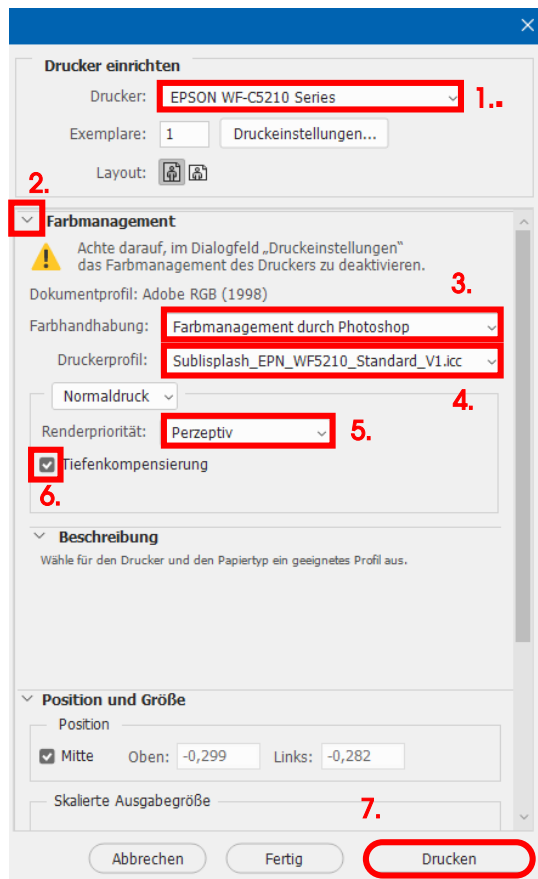 Drucker einrichten
Drucker: EPSON WF-C5210 Series 1..
Exemplare: 1 Druckeinstellungen...
Layout:
2.
Farbmanagement
Achte darauf, im Dialogfeld „Druckeinstellungen“
das Farbmanagement des Druckers zu deaktivieren.
Dokumentprofil: Adobe RGB (1998)
3.
Farbhandhabung: Farbmanagement durch Photoshop
Druckerprofil: Sublisplash_EPN_WF5210_Standard_V1.icc
4.
Normaldruck
Renderpriorität: Perzeptiv 5.
Tiefenkompensierung
6.
Beschreibung
Wähle für den Drucker und den Papiertyp ein geeignetes Profil aus.
Position und Größe
Position
Mitte Oben: -0,299 Links: -0,282
Skalierte Ausgabegröße
7.
Abbrechen Fertig Drucken